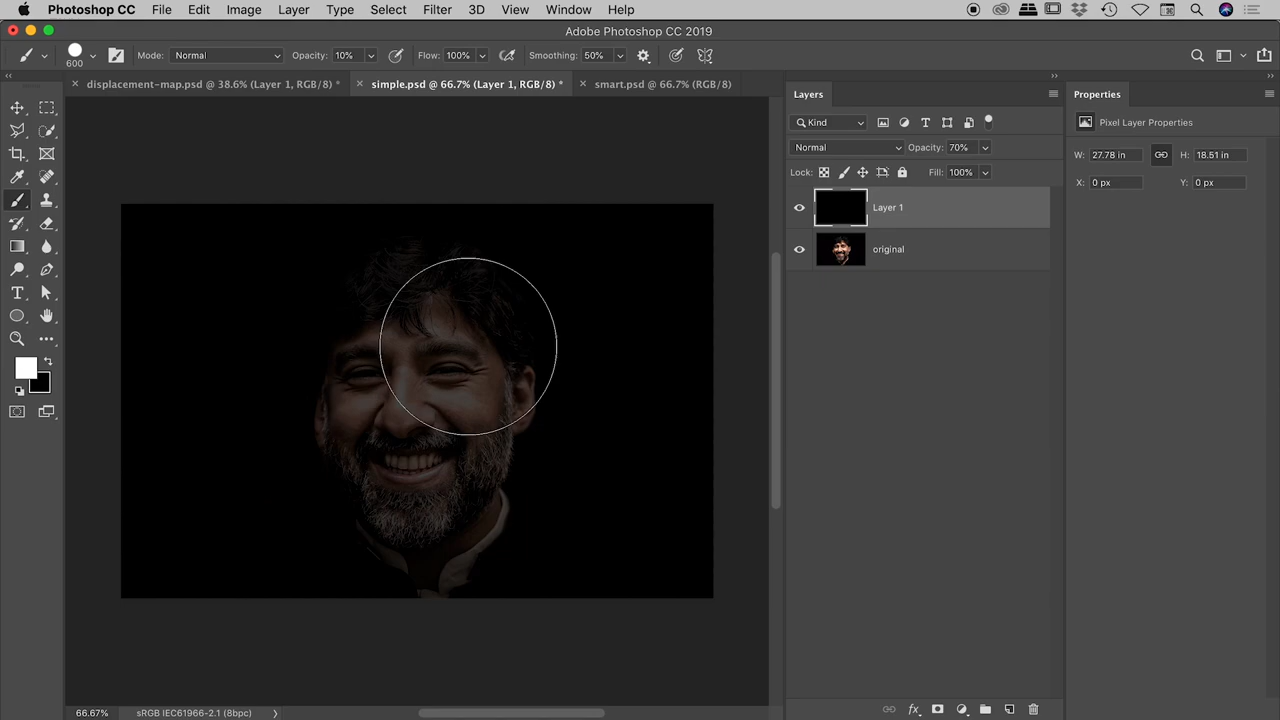 Photoshop CC File Edit Image Layer Type Select Filter 3D View Window Help
Adobe Photoshop CC 2019
600 Mode: Normal Opacity: 10% Flow: 100% Smoothing: 50%
displacement-map.psd @ 38.6% (Layer 1, RGB/8) * simple.psd @ 66.7% (Layer 1, RGB/8) * smart.psd @ 66.7% (RGB/8)
Layers
Kind
Normal Opacity: 70%
Lock: Fill: 100%
Layer 1
original
Properties
Pixel Layer Properties
W: 27.78 in H: 18.51 in
X: 0 px Y: 0 px
66.67% sRGB IEC61966-2.1 (8bpc)